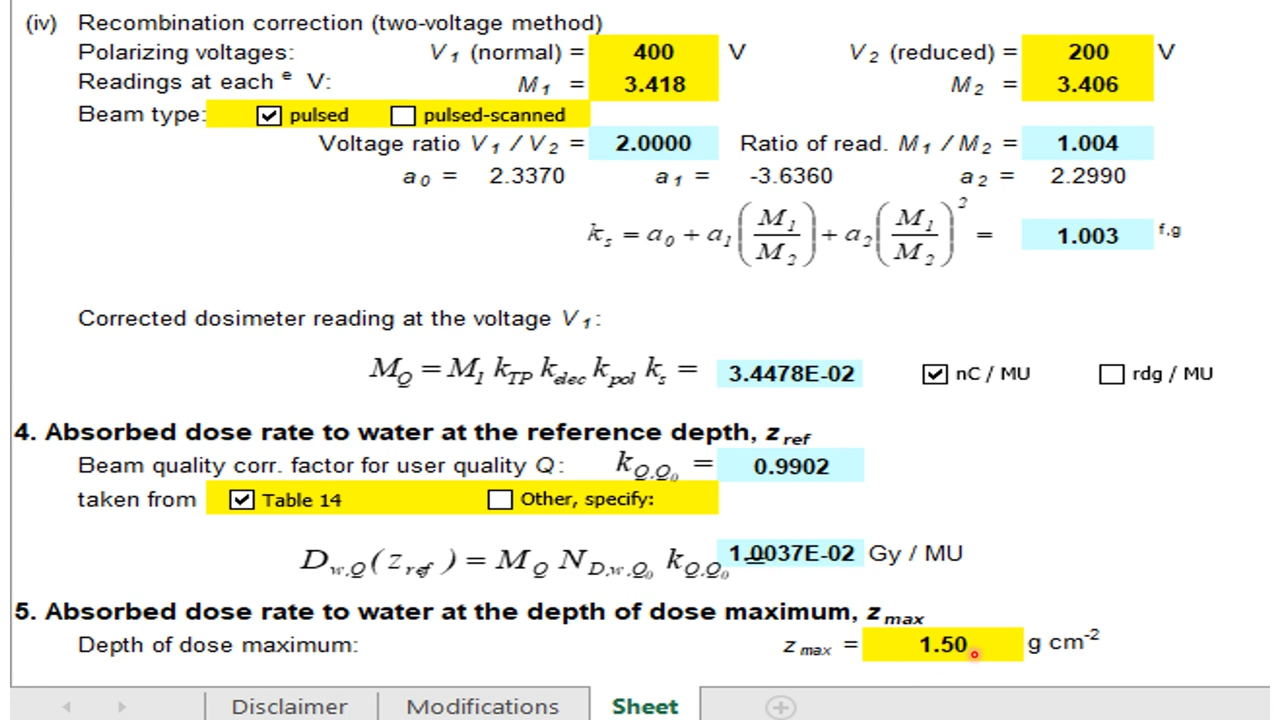 (iv) Recombination correction (two-voltage method)
Polarizing voltages: V1 (normal) = 400 V V2 (reduced) = 200 V
Readings at each e V: M1 = 3.418 M2 = 3.406
Beam type: pulsed pulsed-scanned
Voltage ratio V1 / V2 = 2.0000 Ratio of read. M1 / M2 = 1.004
a0 = 2.3370 a1 = -3.6360 a2 = 2.2990
ks = a0 + a1 (M1/M2) + a2 (M1/M2)^2 = 1.003 f,g
Corrected dosimeter reading at the voltage V1:
MQ = M1 kTP kelec kpol ks = 3.4478E-02 nC / MU rdg / MU
4. Absorbed dose rate to water at the reference depth, zref
Beam quality corr. factor for user quality Q: kQ,Q0 = 0.9902
taken from Table 14 Other, specify:
Dw,Q(zref) = MQ ND,w,Q0 kQ,Q0 = 1.0037E-02 Gy / MU
5. Absorbed dose rate to water at the depth of dose maximum, zmax
Depth of dose maximum: zmax = 1.50 g cm-2
Disclaimer Modifications Sheet